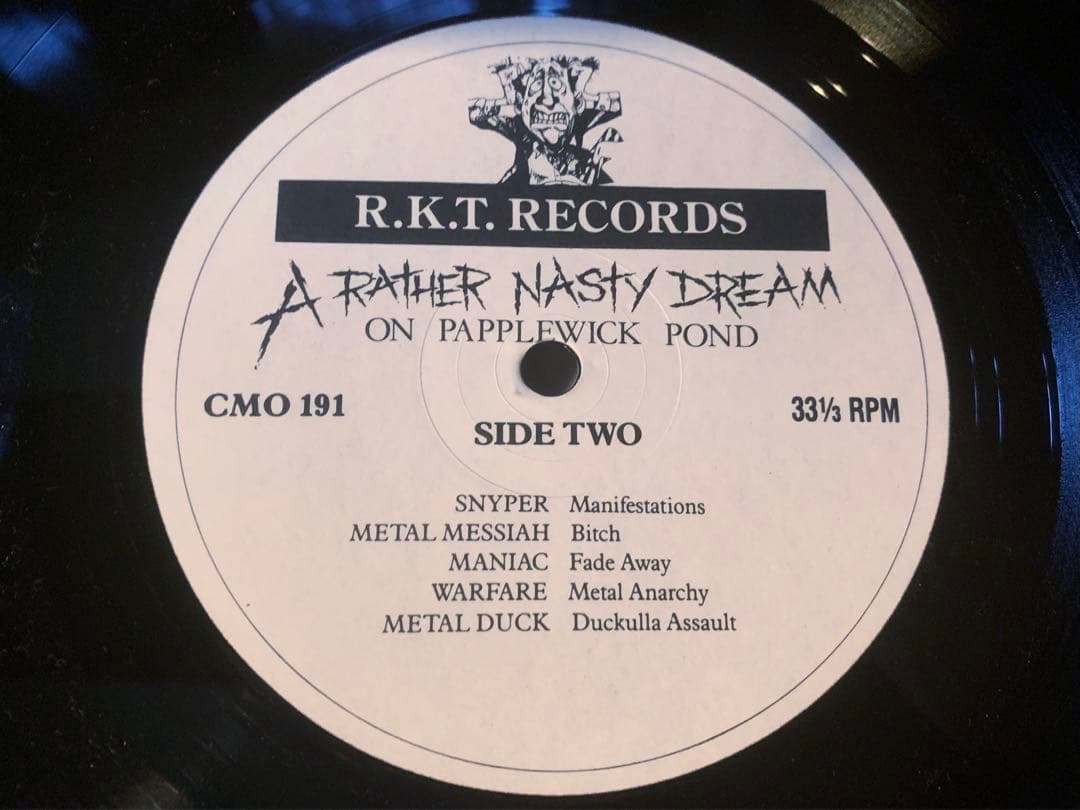 R.K.T. RECORDS
A RATHER NASTY DREAM
ON PAPPLEWICK POND
CMO 191
33⅓ RPM
SIDE TWO
SNYPER Manifestations
METAL MESSIAH Bitch
MANIAC Fade Away
WARFARE Metal Anarchy
METAL DUCK Duckulla Assault